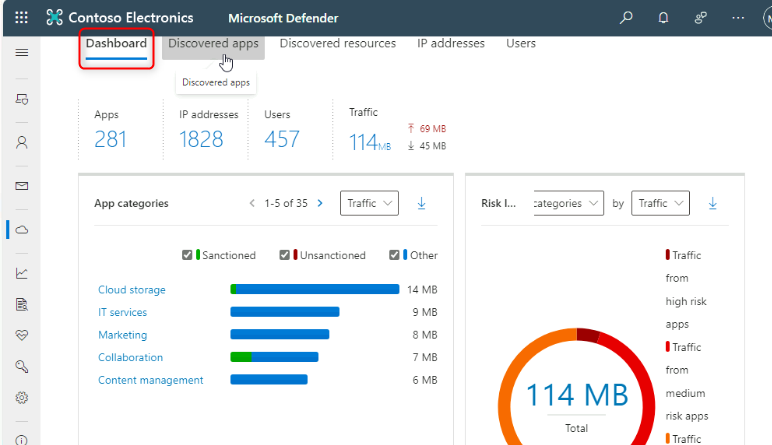 Contoso Electronics Microsoft Defender
Dashboard Discovered apps Discovered resources IP addresses Users
Discovered apps
Apps IP addresses Users Traffic
281 1828 457 114 MB
69 MB
45 MB
App categories 1-5 of 35 Traffic
Risk l... categories by Traffic
Sanctioned Unsanctioned Other
Cloud storage 14 MB
IT services 9 MB
Marketing 8 MB
Collaboration 7 MB
Content management 6 MB
114 MB
Total
Traffic
from
high risk
apps
Traffic
from
medium
risk apps
Traffic